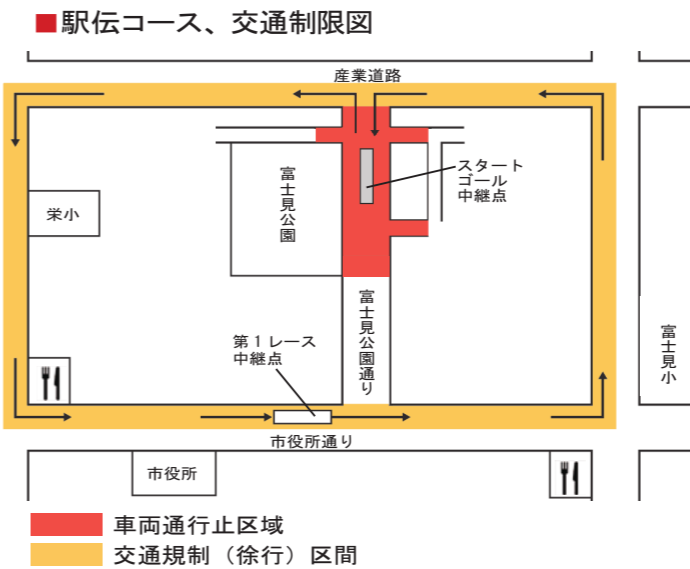 ■駅伝コース、交通制限図
産業道路
スタート
ゴール
中継点
富士見公園
栄小
富士見公園通り
富士見小
第1レース
中継点
市役所通り
市役所
車両通行止区域
交通規制（徐行）区間